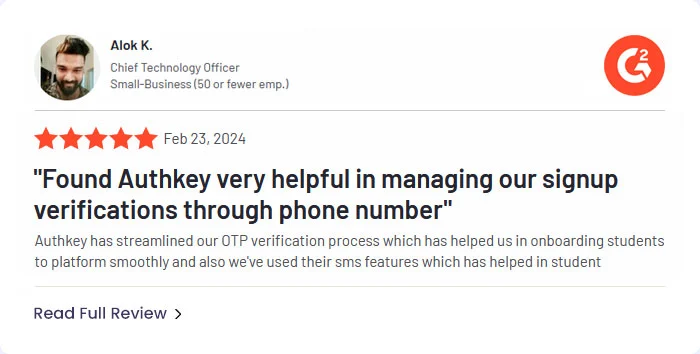 Alok K.
Chief Technology Officer
Small-Business (50 or fewer emp.)
G2
Feb 23, 2024
"Found Authkey very helpful in managing our signup
verifications through phone number"
Authkey has streamlined our OTP verification process which has helped us in onboarding students
to platform smoothly and also we've used their sms features which has helped in student
Read Full Review >